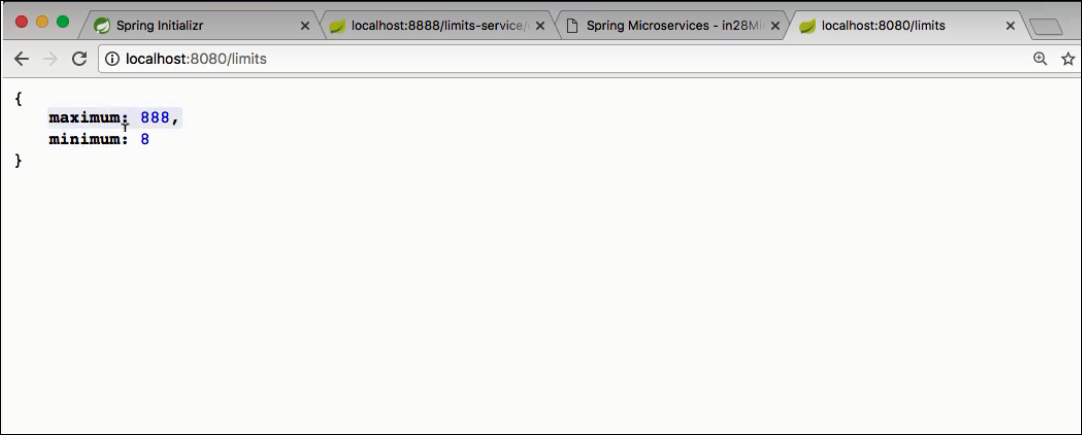 Spring Initializr
localhost:8888/limits-service/
Spring Microservices - in28Mi
localhost:8080/limits
localhost:8080/limits
{
maximum: 888,
minimum: 8
}